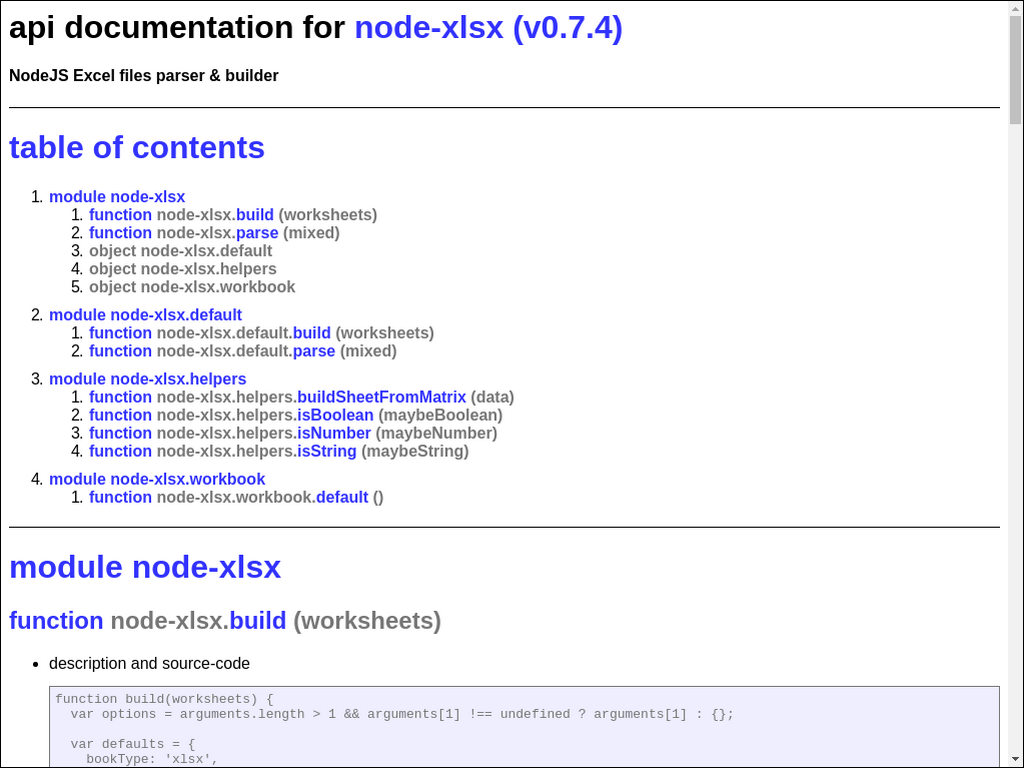 api documentation for node-xlsx (v0.7.4)
NodeJS Excel files parser & builder
table of contents
1. module node-xlsx
1. function node-xlsx.build (worksheets)
2. function node-xlsx.parse (mixed)
3. object node-xlsx.default
4. object node-xlsx.helpers
5. object node-xlsx.workbook
2. module node-xlsx.default
1. function node-xlsx.default.build (worksheets)
2. function node-xlsx.default.parse (mixed)
3. module node-xlsx.helpers
1. function node-xlsx.helpers.buildSheetFromMatrix (data)
2. function node-xlsx.helpers.isBoolean (maybeBoolean)
3. function node-xlsx.helpers.isNumber (maybeNumber)
4. function node-xlsx.helpers.isString (maybeString)
4. module node-xlsx.workbook
1. function node-xlsx.workbook.default ()
module node-xlsx
function node-xlsx.build (worksheets)
• description and source-code
function build(worksheets) {
  var options = arguments.length > 1 && arguments[1] !== undefined ? arguments[1] : {};
  var defaults = {
    bookType: 'xlsx',